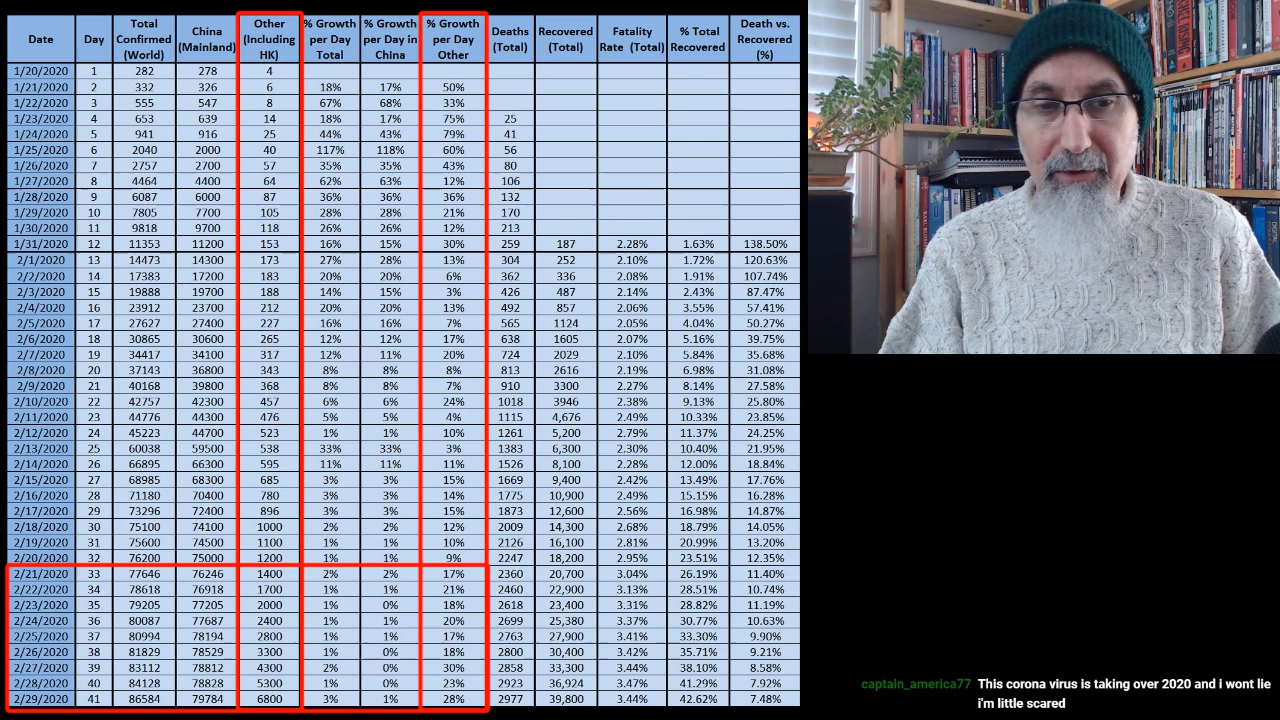 Date Day Total Confirmed (World) China (Mainland) Other (Including HK) % Growth per Day Total % Growth per Day in China % Growth per Day Other Deaths (Total) Recovered (Total) Fatality Rate (Total) % Total Recovered Death vs. Recovered (%)
1/20/2020 1 282 278 4
1/21/2020 2 332 326 6 18% 17% 50%
1/22/2020 3 555 547 8 67% 68% 33%
1/23/2020 4 653 639 14 18% 17% 75% 25
1/24/2020 5 941 916 25 44% 43% 79% 41
1/25/2020 6 2040 2000 40 117% 118% 60% 56
1/26/2020 7 2757 2700 57 35% 35% 43% 80
1/27/2020 8 4464 4400 64 62% 63% 12% 106
1/28/2020 9 6087 6000 87 36% 36% 36% 132
1/29/2020 10 7805 7700 105 28% 28% 21% 170
1/30/2020 11 9818 9700 118 26% 26% 12% 213
1/31/2020 12 11353 11200 153 16% 15% 30% 259 187 2.28% 1.63% 138.50%
2/1/2020 13 14473 14300 173 27% 28% 13% 304 252 2.10% 1.72% 120.63%
2/2/2020 14 17383 17200 183 20% 20% 6% 362 336 2.08% 1.91% 107.74%
2/3/2020 15 19888 19700 188 14% 15% 3% 426 487 2.14% 2.43% 87.47%
2/4/2020 16 23912 23700 212 20% 20% 13% 492 857 2.06% 3.55% 57.41%
2/5/2020 17 27627 27400 227 16% 16% 7% 565 1124 2.05% 4.04% 50.27%
2/6/2020 18 30865 30600 265 12% 12% 17% 638 1605 2.07% 5.16% 39.75%
2/7/2020 19 34417 34100 317 12% 11% 20% 724 2029 2.10% 5.84% 35.68%
2/8/2020 20 37143 36800 343 8% 8% 8% 813 2616 2.19% 6.98% 31.08%
2/9/2020 21 40168 39800 368 8% 8% 7% 910 3300 2.27% 8.14% 27.58%
2/10/2020 22 42757 42300 457 6% 6% 24% 1018 3946 2.38% 9.13% 25.80%
2/11/2020 23 44776 44300 476 5% 5% 4% 1115 4,676 2.49% 10.33% 23.85%
2/12/2020 24 45223 44700 523 1% 1% 10% 1261 5,200 2.79% 11.37% 24.25%
2/13/2020 25 60038 59500 538 33% 33% 3% 1383 6,300 2.30% 10.40% 21.95%
2/14/2020 26 66895 66300 595 11% 11% 11% 1526 8,100 2.28% 12.00% 18.84%
2/15/2020 27 68985 68300 685 3% 3% 15% 1669 9,400 2.42% 13.49% 17.76%
2/16/2020 28 71180 70400 780 3% 3% 14% 1775 10,900 2.49% 15.15% 16.28%
2/17/2020 29 73296 72400 896 3% 3% 15% 1873 12,600 2.56% 16.98% 14.87%
2/18/2020 30 75100 74100 1000 2% 2% 12% 2009 14,300 2.68% 18.79% 14.05%
2/19/2020 31 75600 74500 1100 1% 1% 10% 2126 16,100 2.81% 20.99% 13.20%
2/20/2020 32 76200 75000 1200 1% 1% 9% 2247 18,200 2.95% 23.51% 12.35%
2/21/2020 33 77646 76246 1400 2% 2% 17% 2360 20,700 3.04% 26.19% 11.40%
2/22/2020 34 78618 76918 1700 1% 1% 21% 2460 22,900 3.13% 28.51% 10.74%
2/23/2020 35 79205 77205 2000 1% 0% 18% 2618 23,400 3.31% 28.82% 11.19%
2/24/2020 36 80087 77687 2400 1% 1% 20% 2699 25,380 3.37% 30.77% 10.63%
2/25/2020 37 80994 78194 2800 1% 1% 17% 2763 27,900 3.41% 33.30% 9.90%
2/26/2020 38 81829 78529 3300 1% 0% 18% 2800 30,400 3.42% 35.71% 9.21%
2/27/2020 39 83112 78812 4300 2% 0% 30% 2858 33,300 3.44% 38.10% 8.58%
2/28/2020 40 84128 78828 5300 1% 0% 23% 2923 36,924 3.47% 41.29% 7.92%
2/29/2020 41 86584 79784 6800 3% 1% 28% 2977 39,800 3.44% 42.62% 7.48%
captain_america77 This corona virus is taking over 2020 and i wont lie
i'm little scared